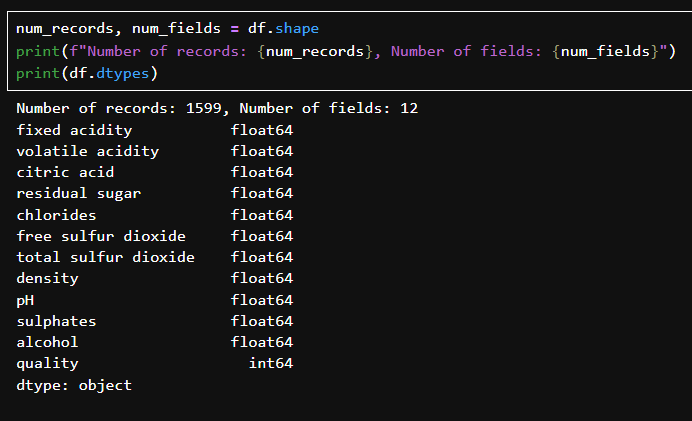 num_records, num_fields = df.shape
print(f"Number of records: {num_records}, Number of fields: {num_fields}")
print(df.dtypes)
Number of records: 1599, Number of fields: 12
fixed acidity           float64
volatile acidity        float64
citric acid             float64
residual sugar          float64
chlorides               float64
free sulfur dioxide     float64
total sulfur dioxide    float64
density                 float64
pH                      float64
sulphates               float64
alcohol                 float64
quality                   int64
dtype: object